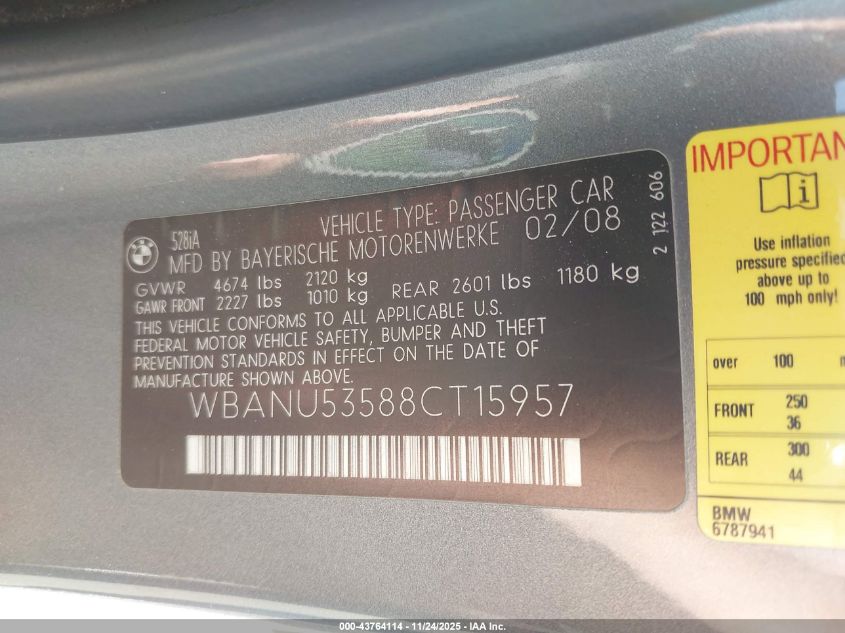 528iA
VEHICLE TYPE: PASSENGER CAR
MFD BY BAYERISCHE MOTORENWERKE 02/08
GVWR 4674 lbs 2120 kg
GAWR FRONT 2227 lbs 1010 kg REAR 2601 lbs 1180 kg
THIS VEHICLE CONFORMS TO ALL APPLICABLE U.S.
FEDERAL MOTOR VEHICLE SAFETY, BUMPER AND THEFT
PREVENTION STANDARDS IN EFFECT ON THE DATE OF
MANUFACTURE SHOWN ABOVE.
WBANU53588CT15957
2 122 606
IMPORTAN
i
Use inflation
pressure specified
above up to
100 mph only!
over 100 m
FRONT 250
36
REAR 300
44
BMW
6787941
000-43764114 - 11/24/2025 - IAA Inc.